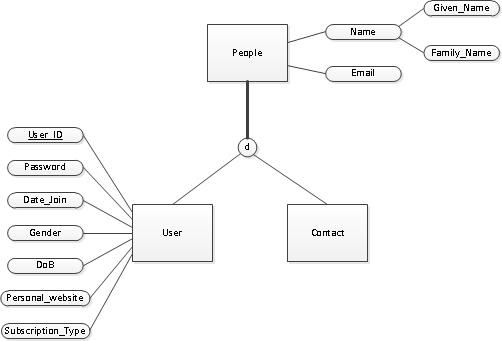 Given_Name
Name
People
Family_Name
Email
User_ID
d
Password
Date_Join
User
Contact
Gender
DoB
Personal_website
Subscription_Type